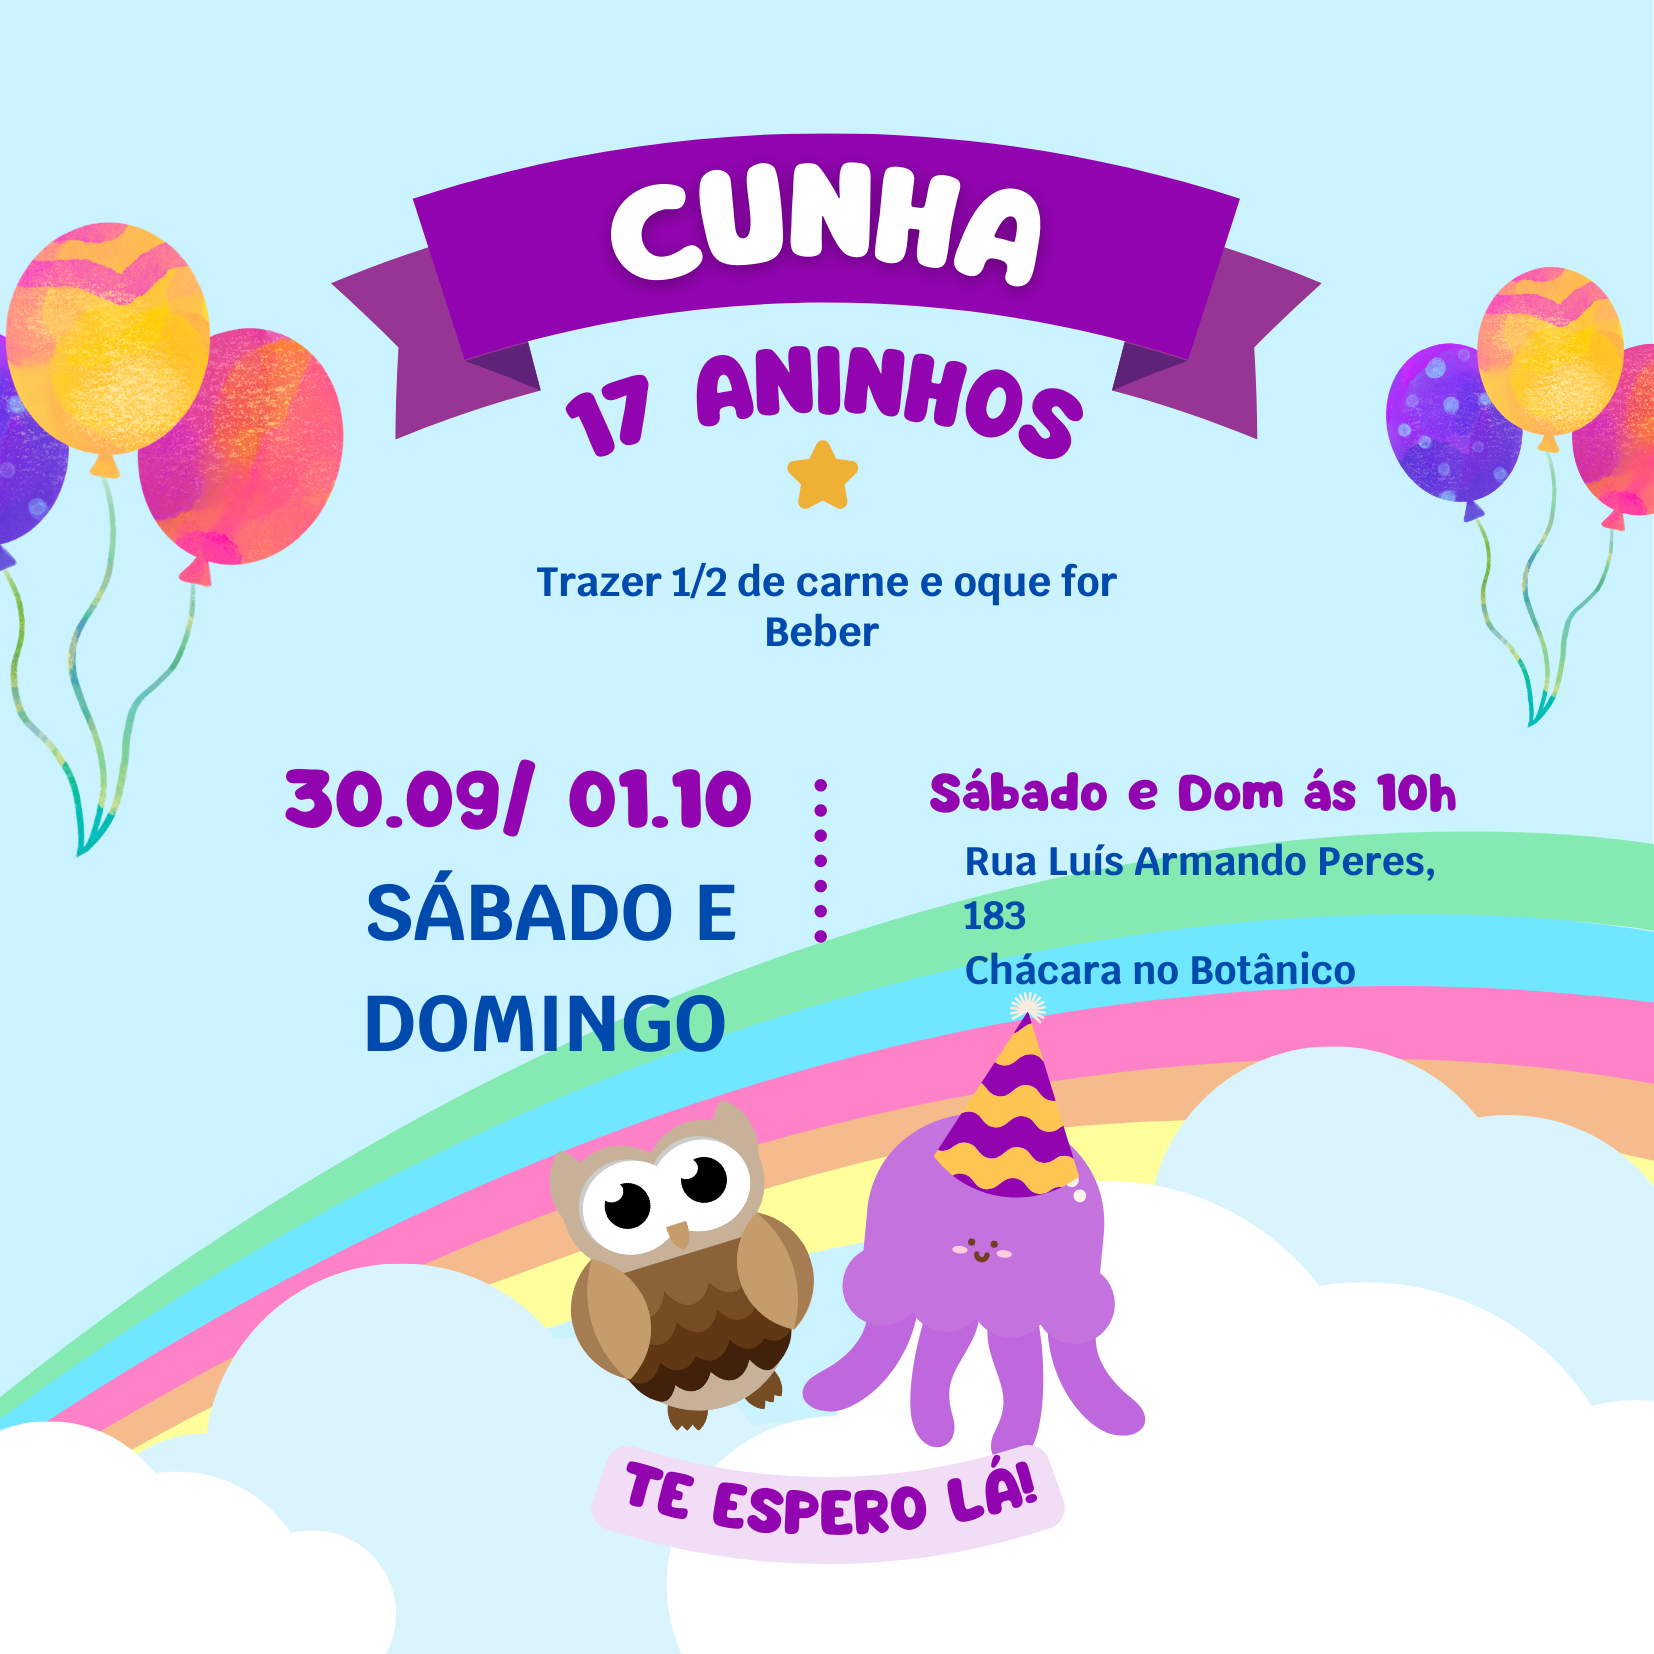 CUNHA
17 ANINHOS
Trazer 1/2 de carne e oque for
Beber
30.09/ 01.10
SÁBADO E
DOMINGO
Sábado e Dom ás 10h
Rua Luís Armando Peres,
183
Chácara no Botânico
TE ESPERO LÁ!